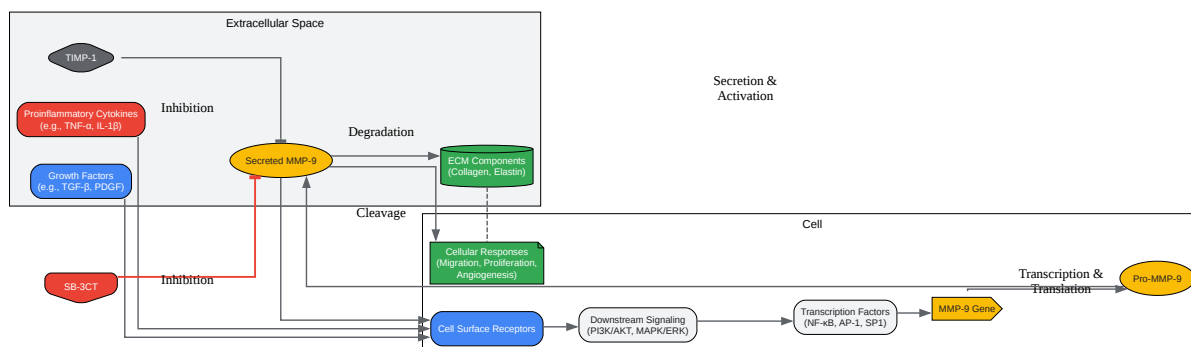 Extracellular Space
TIMP-1
Secretion &
Activation
Proinflammatory Cytokines
(e.g., TNF-α, IL-1β)
Inhibition
Degradation
Secreted MMP-9
ECM Components
(Collagen, Elastin)
Growth Factors
(e.g., TGF-β, PDGF)
Cleavage
Cell
Cellular Responses
(Migration, Proliferation,
Angiogenesis)
SB-3CT
Inhibition
Transcription &
Translation
Pro-MMP-9
Cell Surface Receptors
Downstream Signaling
(PI3K/AKT, MAPK/ERK)
Transcription Factors
(NF-κB, AP-1, SP1)
MMP-9 Gene